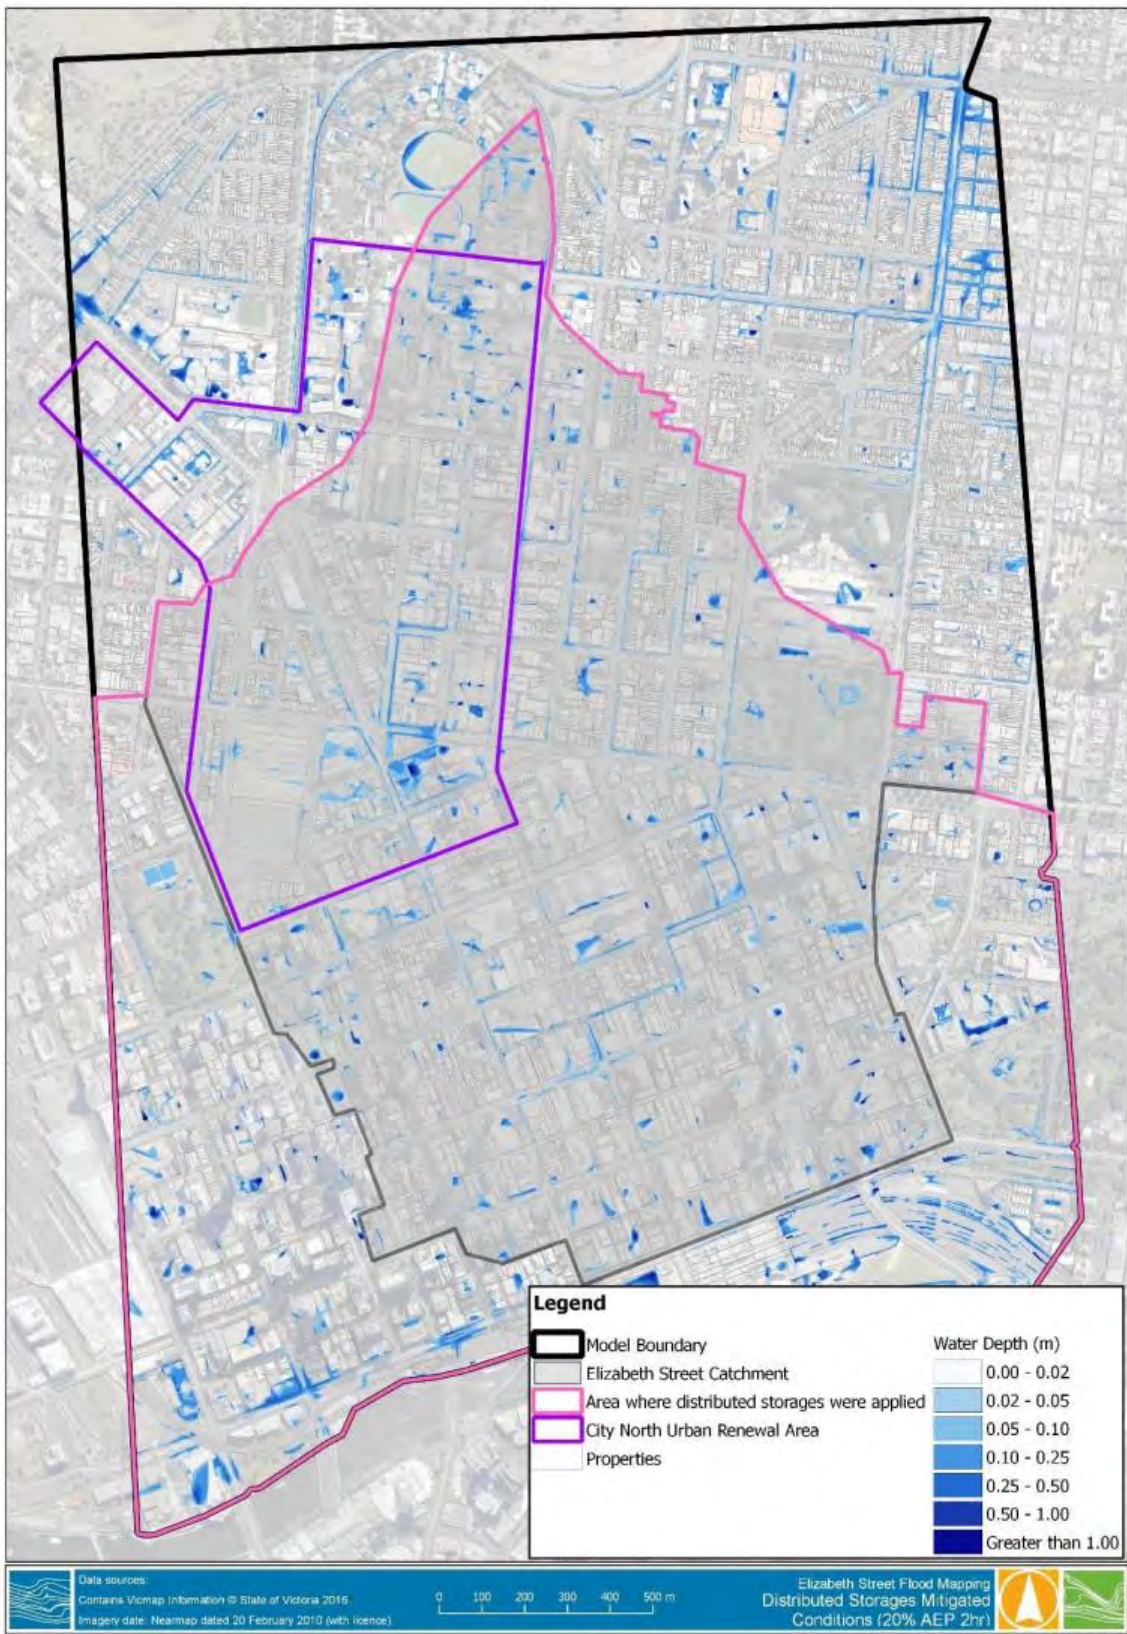 Legend
Model Boundary
Elizabeth Street Catchment
Area where distributed storages were applied
City North Urban Renewal Area
Properties
Water Depth (m)
0.00 - 0.02
0.02 - 0.05
0.05 - 0.10
0.10 - 0.25
0.25 - 0.50
0.50 - 1.00
Greater than 1.00
Data sources:
Contains Vicmap Information © State of Victoria 2016
Imagery date: Nearmap dated 20 February 2010 (with licence)
0 100 200 300 400 500 m
Elizabeth Street Flood Mapping
Distributed Storages Mitigated
Conditions (20% AEP 2hr)